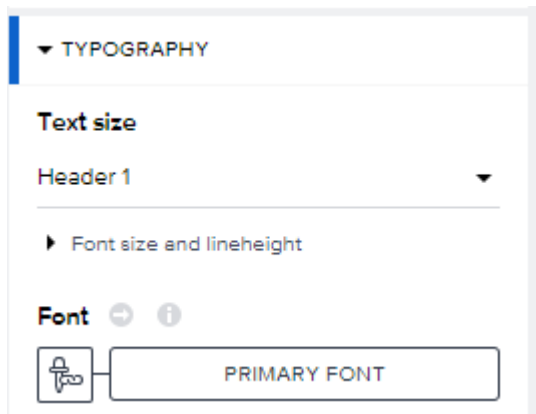 TYPOGRAPHY
Text size
Header 1
Font size and lineheight
Font
PRIMARY FONT